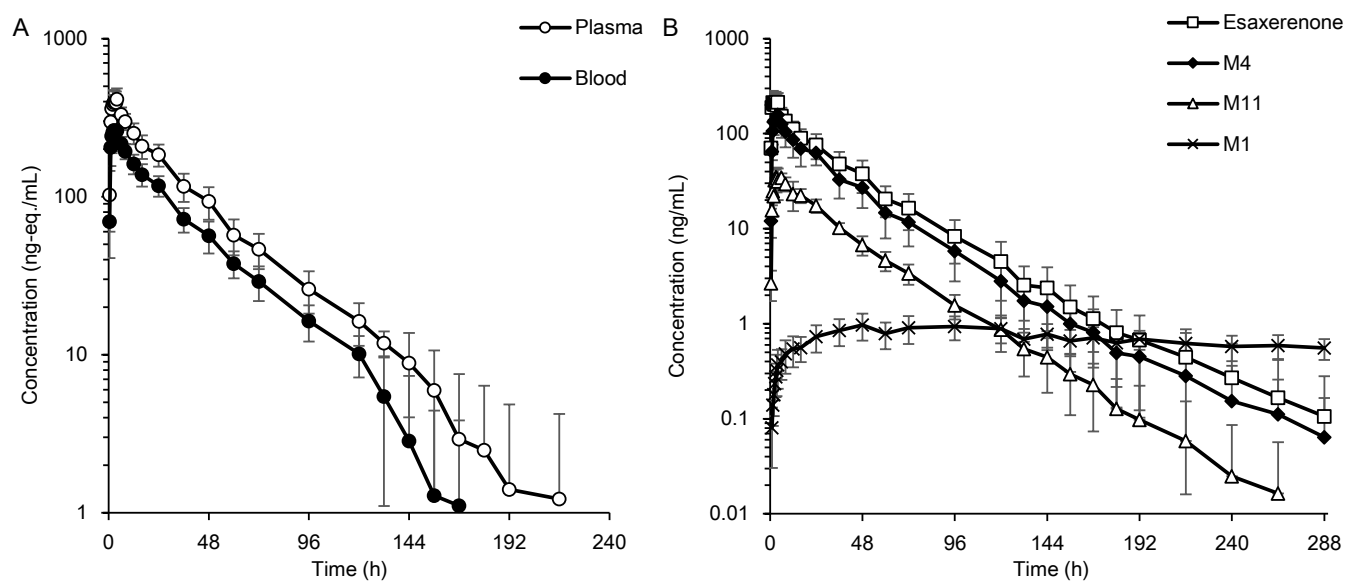 A
Plasma
Blood
Concentration (ng-eq./mL)
1000
100
10
1
0 48 96 144 192 240
Time (h)
B
Esaxerenone
M4
M11
M1
Concentration (ng/mL)
1000
100
10
1
0.1
0.01
0 48 96 144 192 240 288
Time (h)